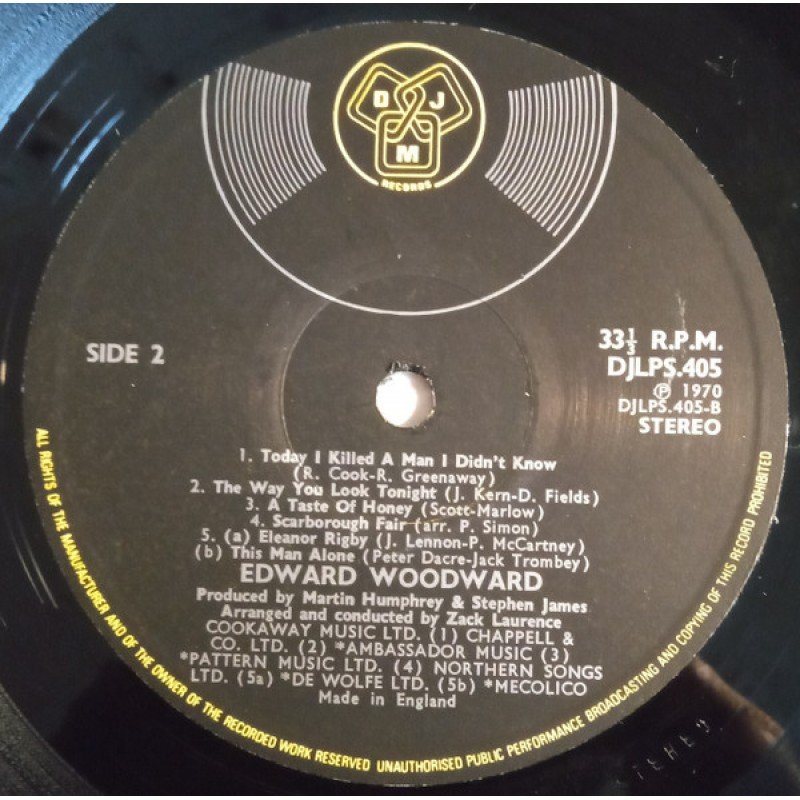 D J
M
RECORDS
SIDE 2
33⅓ R.P.M.
DJLPS.405
Ⓟ 1970
DJLPS.405-B
STEREO
1. Today I Killed A Man I Didn't Know
(R. Cook-R. Greenaway)
2. The Way You Look Tonight (J. Kern-D. Fields)
3. A Taste Of Honey (Scott-Marlow)
4. Scarborough Fair (arr. P. Simon)
5. (a) Eleanor Rigby (J. Lennon-P. McCartney)
(b) This Man Alone (Peter Dacre-Jack Trombey)
EDWARD WOODWARD
Produced by Martin Humphrey & Stephen James
Arranged and conducted by Zack Laurence
COOKAWAY MUSIC LTD. (1) CHAPPELL &
CO. LTD. (2) *AMBASSADOR MUSIC (3)
*PATTERN MUSIC LTD. (4) NORTHERN SONGS
LTD. (5a) *DE WOLFE LTD. (5b) *MECOLICO
Made in England
ALL RIGHTS OF THE MANUFACTURER AND OF THE OWNER OF THE RECORDED WORK RESERVED UNAUTHORISED PUBLIC PERFORMANCE BROADCASTING AND COPYING OF THIS RECORD PROHIBITED